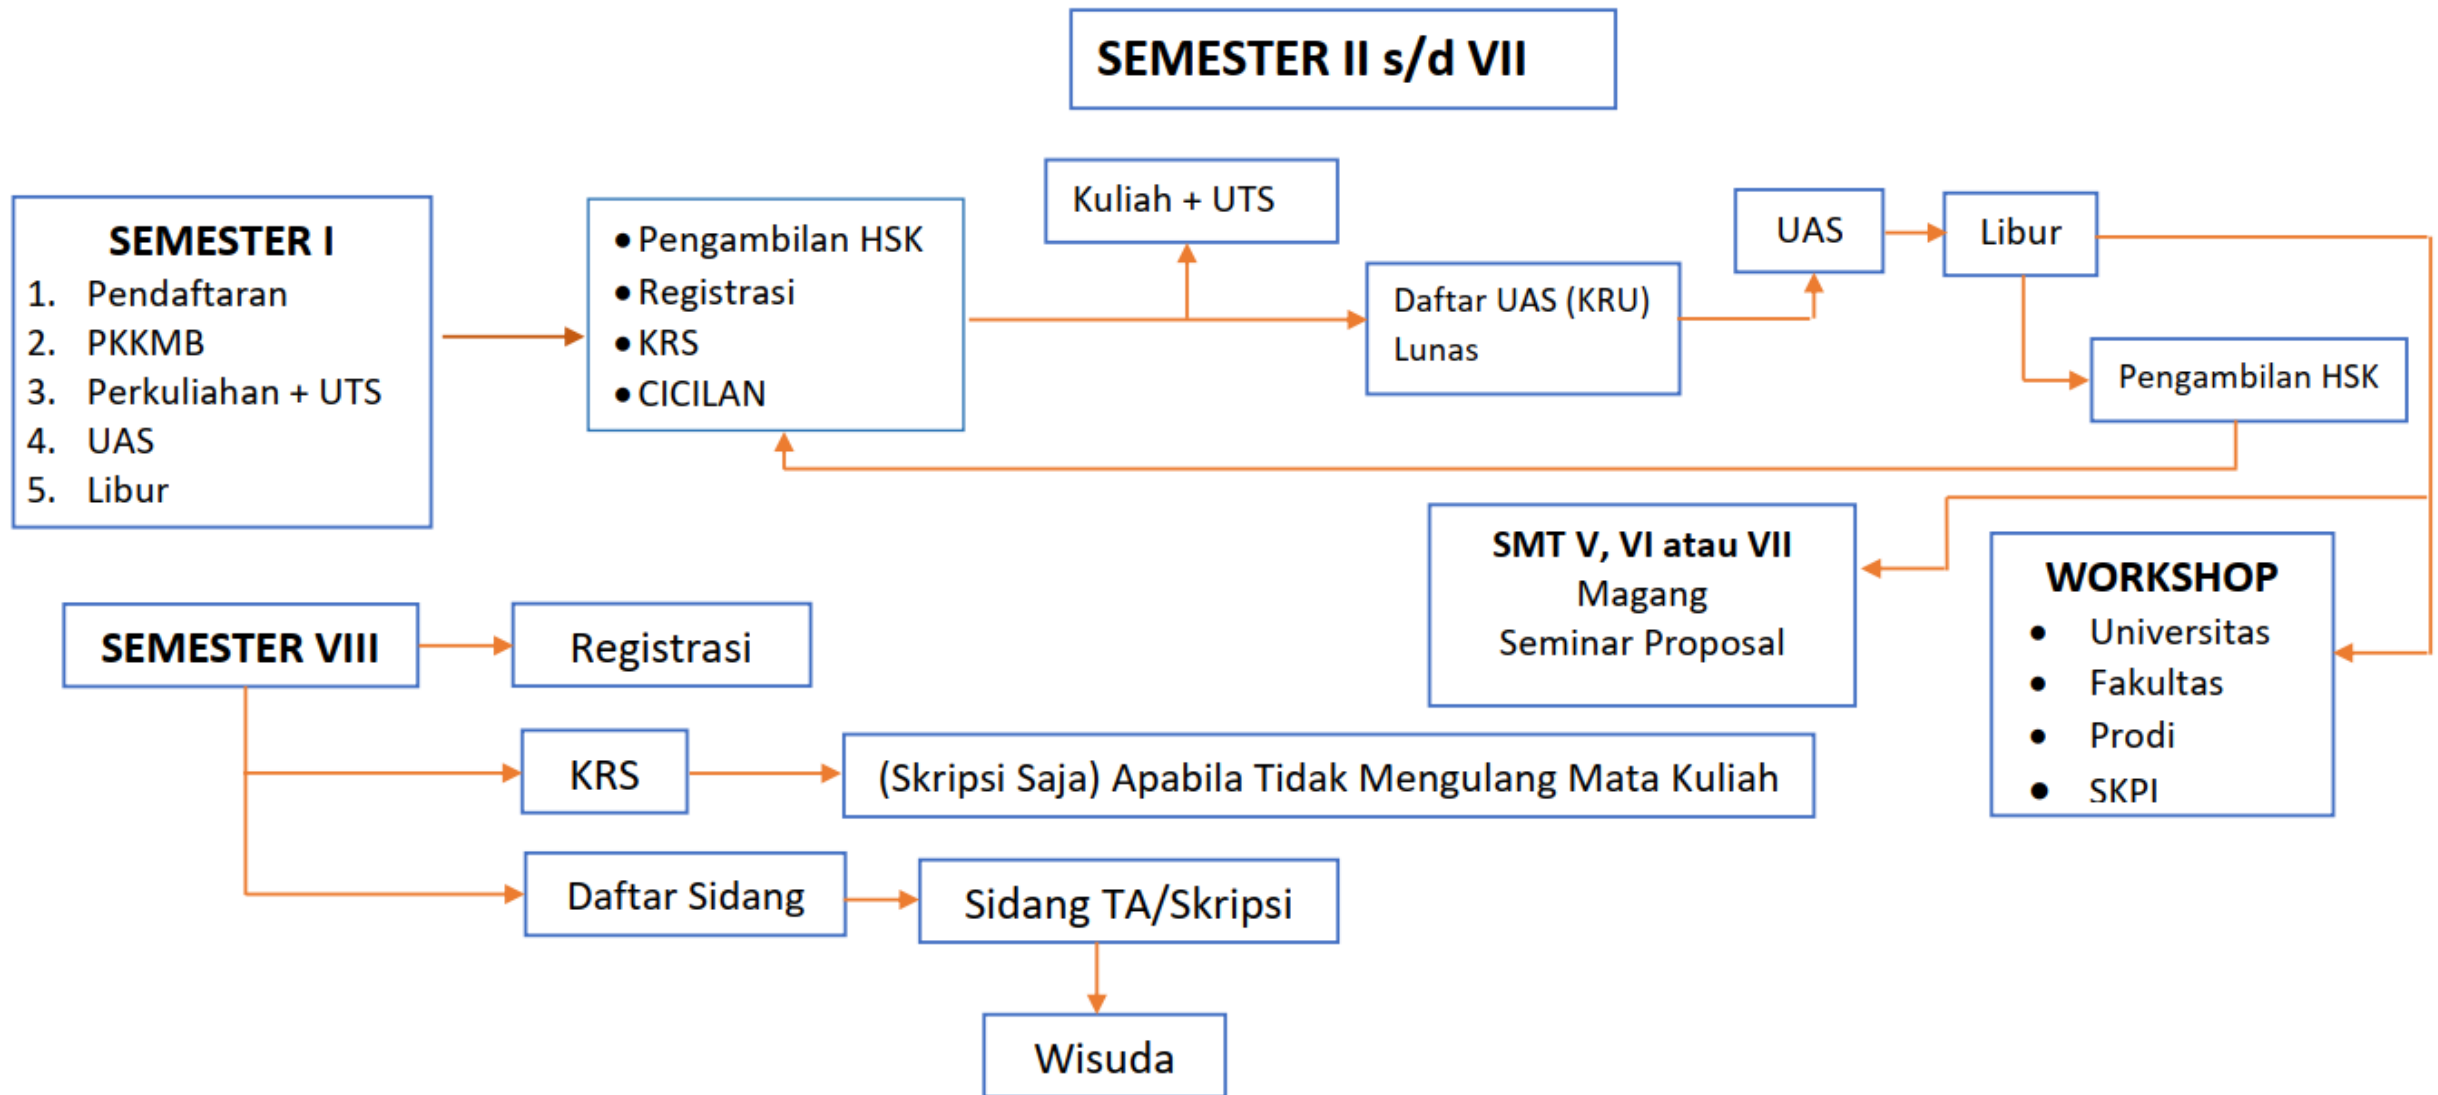 SEMESTER II s/d VII
SEMESTER I
1. Pendaftaran
2. PKKMB
3. Perkuliahan + UTS
4. UAS
5. Libur
• Pengambilan HSK
• Registrasi
• KRS
• CICILAN
Kuliah + UTS
Daftar UAS (KRU)
Lunas
UAS
Libur
Pengambilan HSK
SMT V, VI atau VII
Magang
Seminar Proposal
WORKSHOP
• Universitas
• Fakultas
• Prodi
• SKPI
SEMESTER VIII
Registrasi
KRS
(Skripsi Saja) Apabila Tidak Mengulang Mata Kuliah
Daftar Sidang
Sidang TA/Skripsi
Wisuda